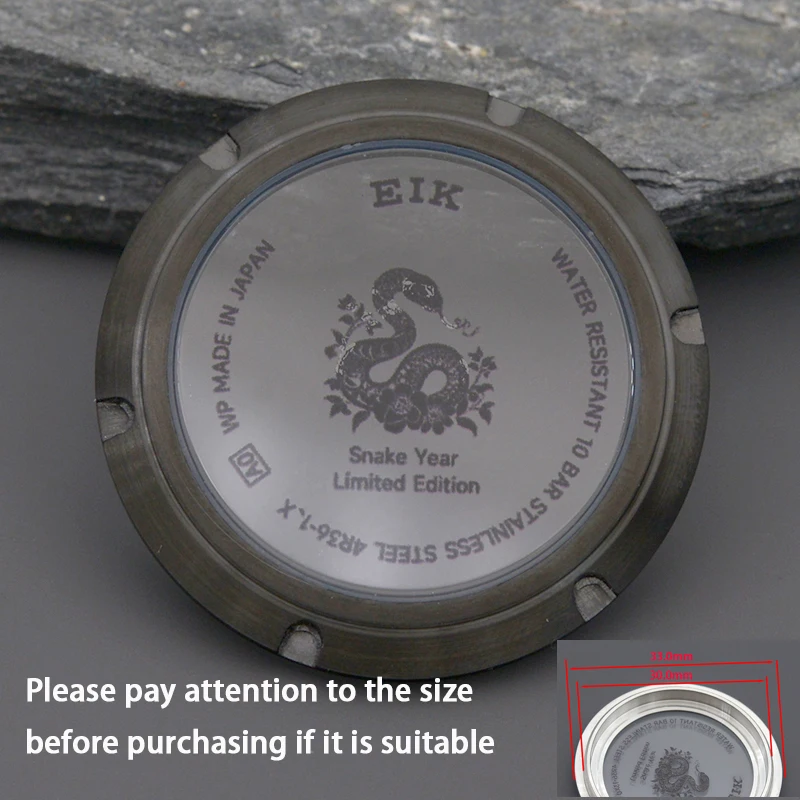 EIK
WP MADE IN JAPAN
WATER RESISTANT 10 BAR STAINLESS STEEL 4R36-1.X
A0
Snake Year
Limited Edition
Please pay attention to the size
before purchasing if it is suitable
30.0mm